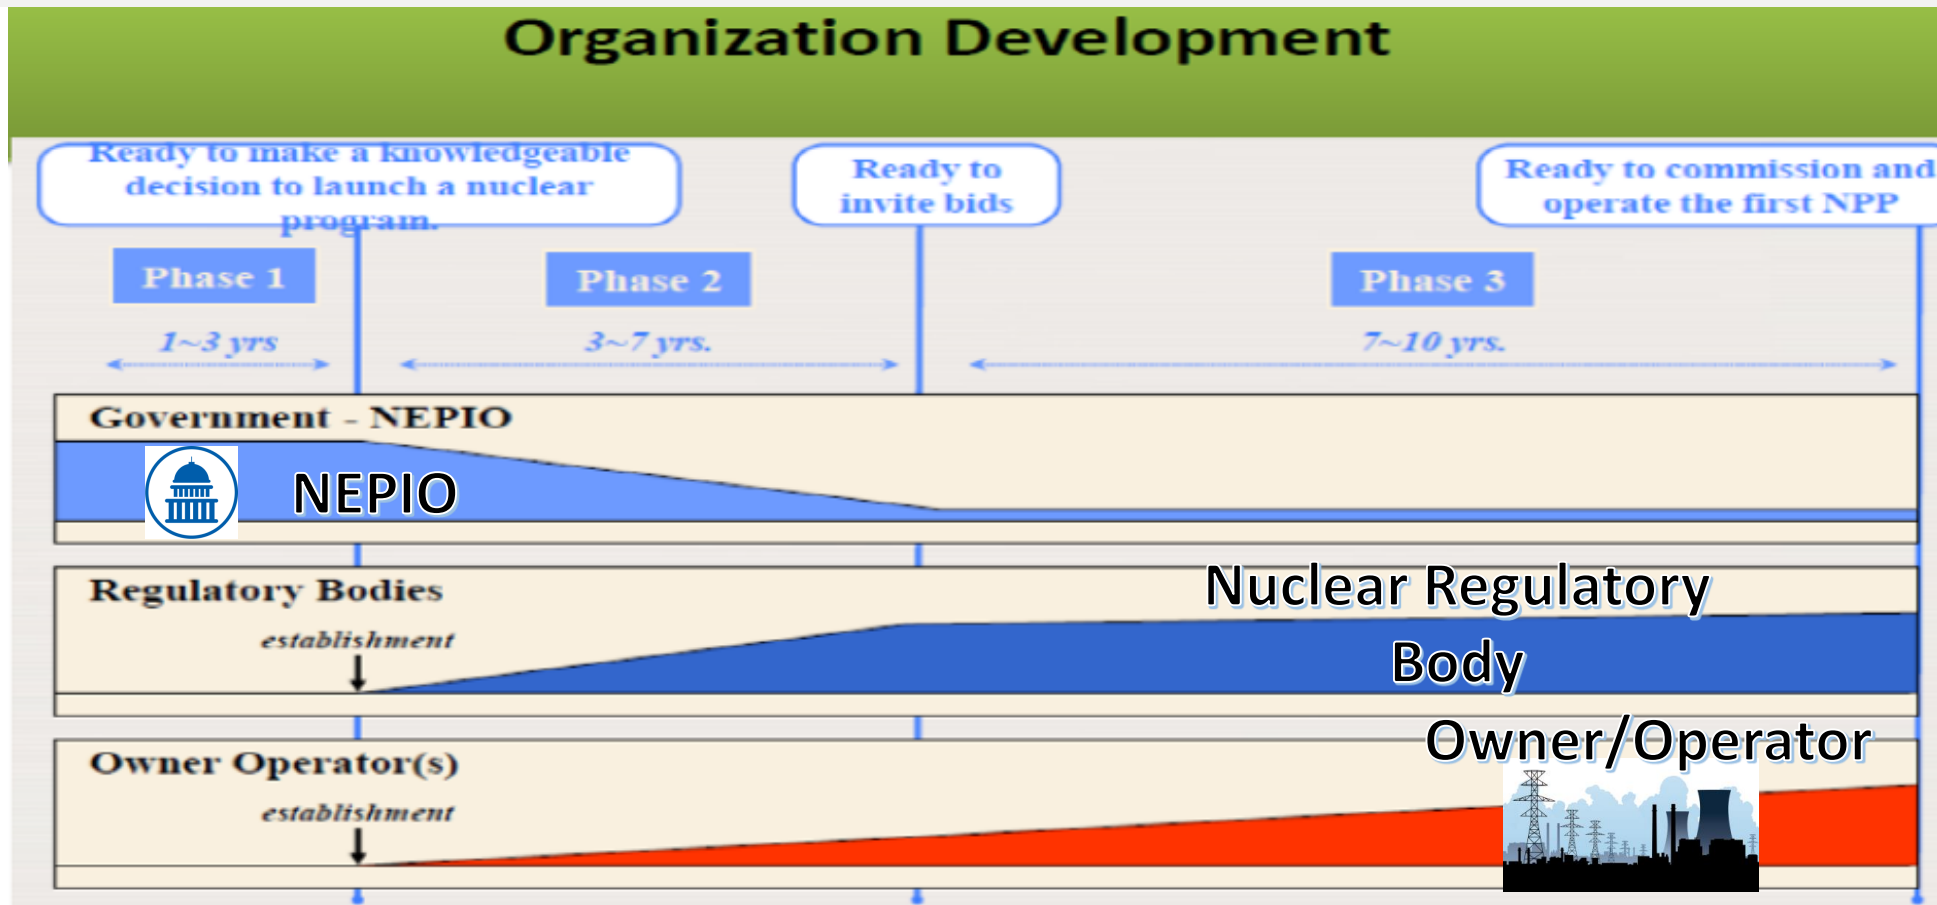 Organization Development
Ready to make a knowledgeable
decision to launch a nuclear
program.
Ready to
invite bids
Ready to commission and
operate the first NPP
Phase 1
Phase 2
Phase 3
1~3 yrs
3~7 yrs.
7~10 yrs.
Government - NEPIO
NEPIO
Regulatory Bodies
establishment
Nuclear Regulatory
Body
Owner Operator(s)
establishment
Owner/Operator